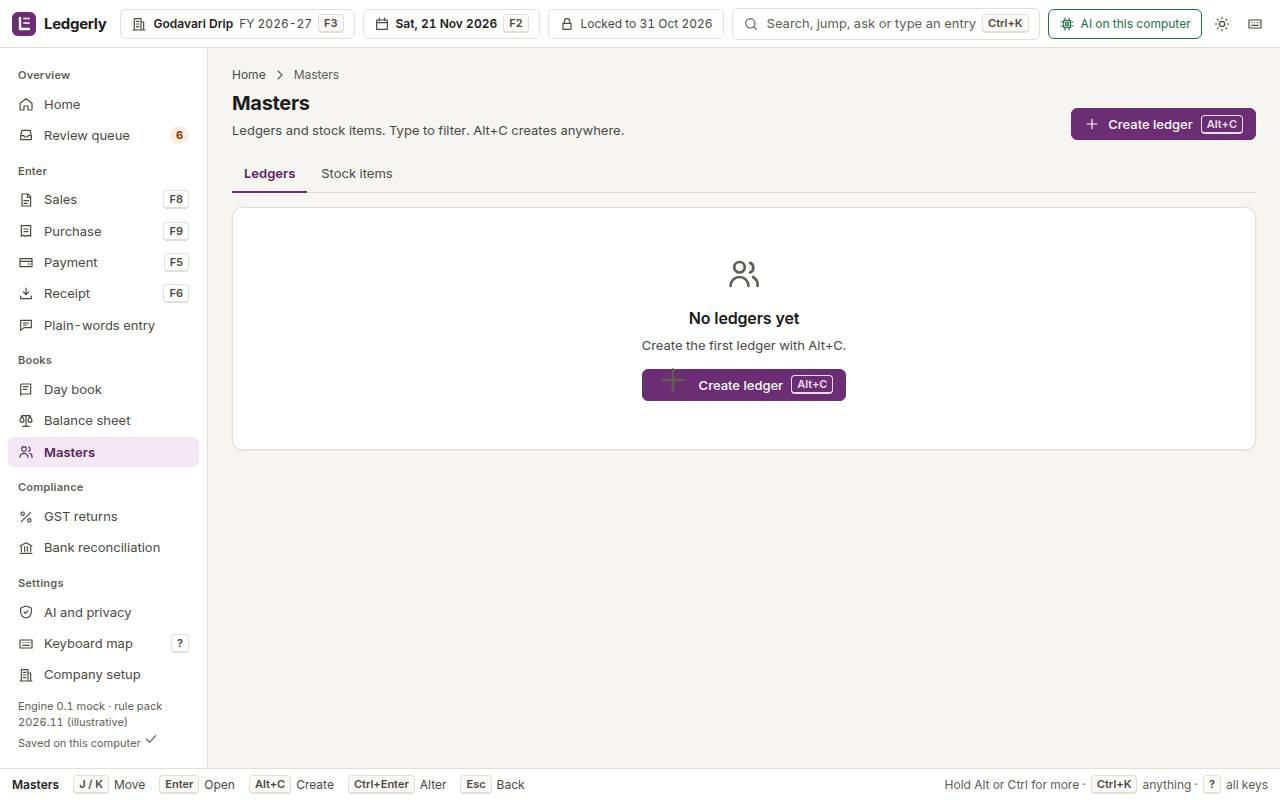 Ledgerly
Godavari Drip FY 2026-27 F3
Sat, 21 Nov 2026 F2
Locked to 31 Oct 2026
Search, jump, ask or type an entry Ctrl+K
AI on this computer
Overview
Home
Review queue 6
Enter
Sales F8
Purchase F9
Payment F5
Receipt F6
Plain-words entry
Books
Day book
Balance sheet
Masters
Compliance
GST returns
Bank reconciliation
Settings
AI and privacy
Keyboard map ?
Company setup
Engine 0.1 mock · rule pack
2026.11 (illustrative)
Saved on this computer
Home > Masters
Masters
Ledgers and stock items. Type to filter. Alt+C creates anywhere.
Create ledger Alt+C
Ledgers Stock items
No ledgers yet
Create the first ledger with Alt+C.
Create ledger Alt+C
Masters J / K Move Enter Open Alt+C Create Ctrl+Enter Alter Esc Back
Hold Alt or Ctrl for more · Ctrl+K anything · ? all keys